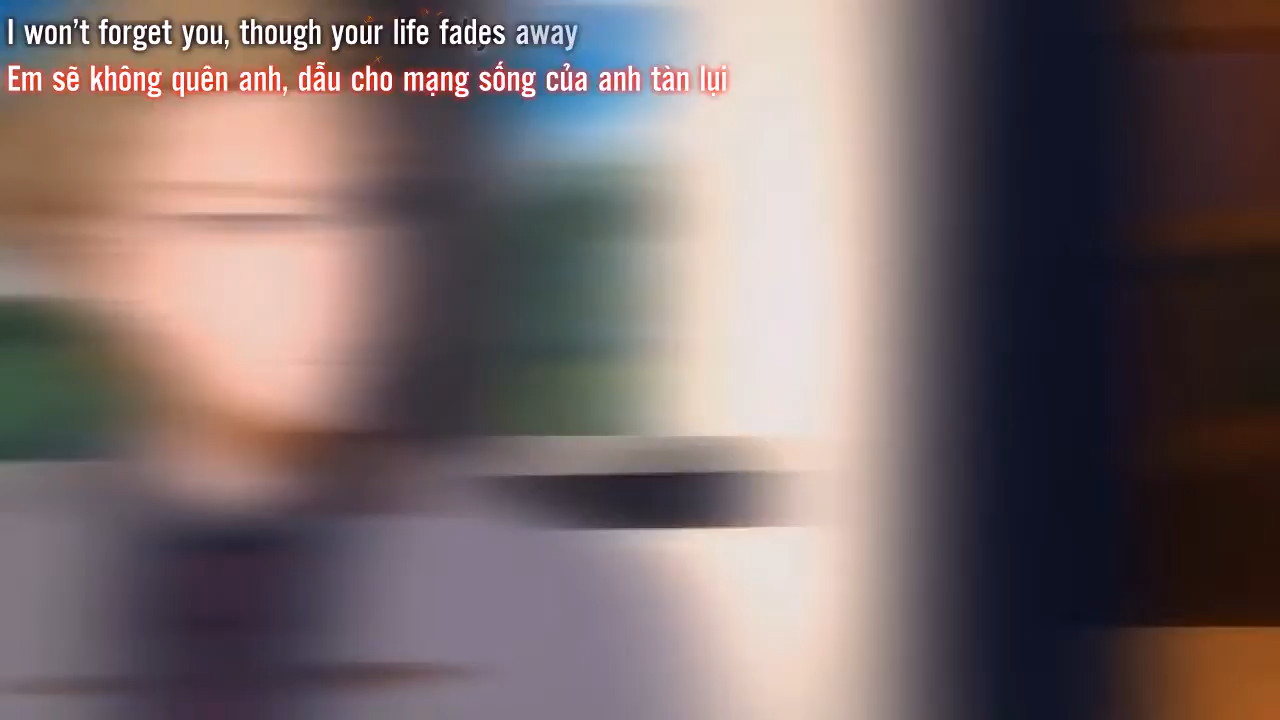 I won't forget you, though your life fades away
Em sẽ không quên anh, dẫu cho mạng sống của anh tàn lụi